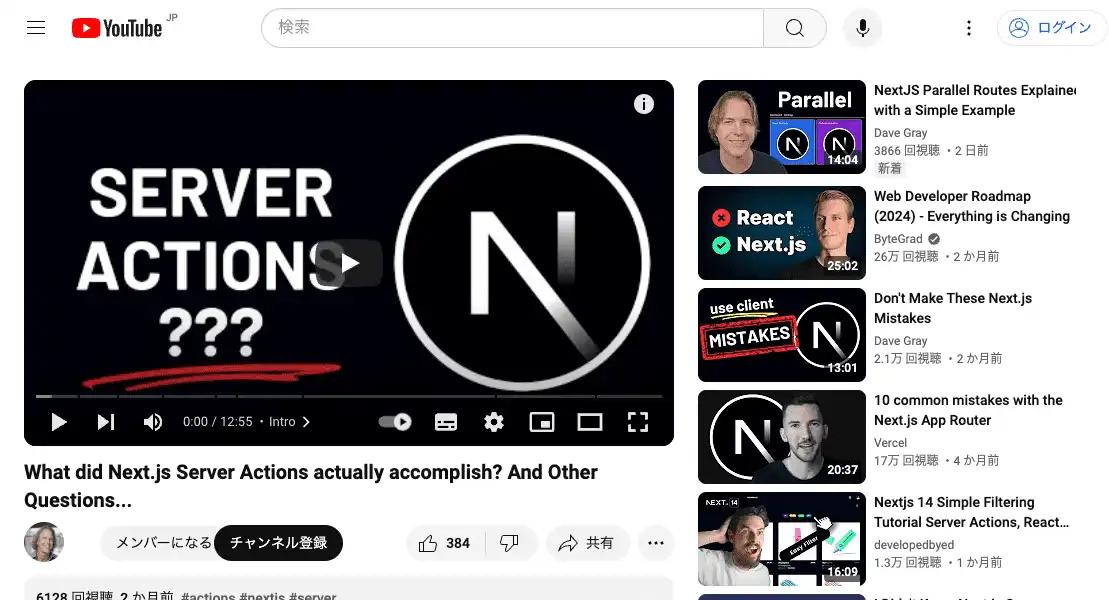 YouTube JP
検索
ログイン
SERVER
ACTIONS
???
0:00 / 12:55 • Intro
What did Next.js Server Actions actually accomplish? And Other
Questions...
メンバーになる
チャンネル登録
384
共有
6128 回視聴 2 か月前 #actions #nextjs #server
Parallel
14:04
NextJS Parallel Routes Explained
with a Simple Example
Dave Gray
3866 回視聴 • 2 日前
新着
React
Next.js
25:02
Web Developer Roadmap
(2024) - Everything is Changing
ByteGrad
26万 回視聴 • 2 か月前
use client
MISTAKES
13:01
Don't Make These Next.js
Mistakes
Dave Gray
2.1万 回視聴 • 2 か月前
20:37
10 common mistakes with the
Next.js App Router
Vercel
17万 回視聴 • 4 か月前
NEXT 14
Easy Filter
16:09
Nextjs 14 Simple Filtering
Tutorial Server Actions, React...
developedbyed
1.3万 回視聴 • 1 か月前